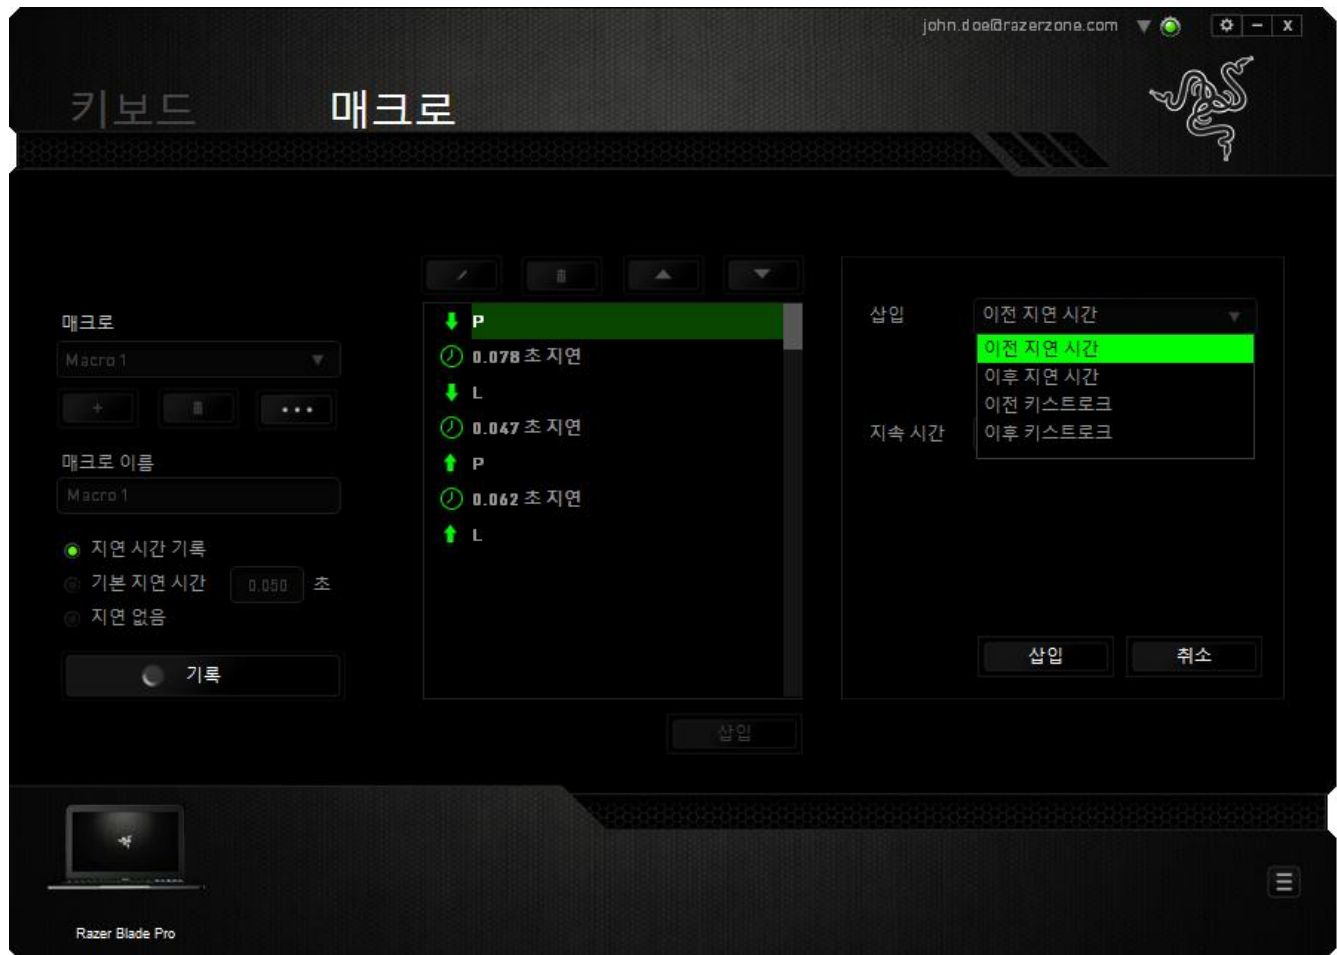 john.doe@razerzone.com
키보드 매크로
매크로
Macro 1
매크로 이름
Macro 1
지연 시간 기록
기본 지연 시간 0.050 초
지연 없음
기록
P
0.078 초 지연
L
0.047 초 지연
P
0.062 초 지연
L
삽입
삽입 이전 지연 시간
이전 지연 시간
이후 지연 시간
이전 키스트로크
이후 키스트로크
지속 시간
삽입 취소
Razer Blade Pro